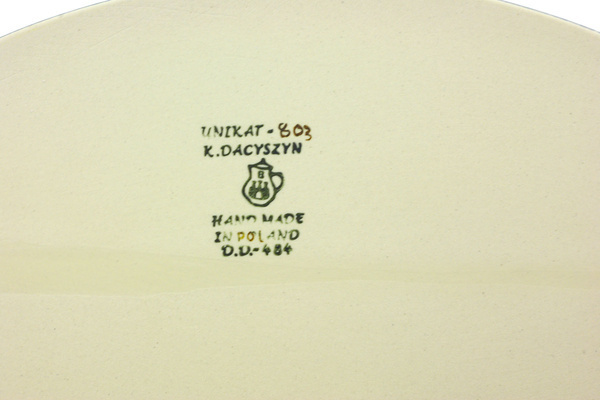 UNIKAT - 803
K. DACYSZYN
B
HAND MADE
IN POLAND
D.D.-484